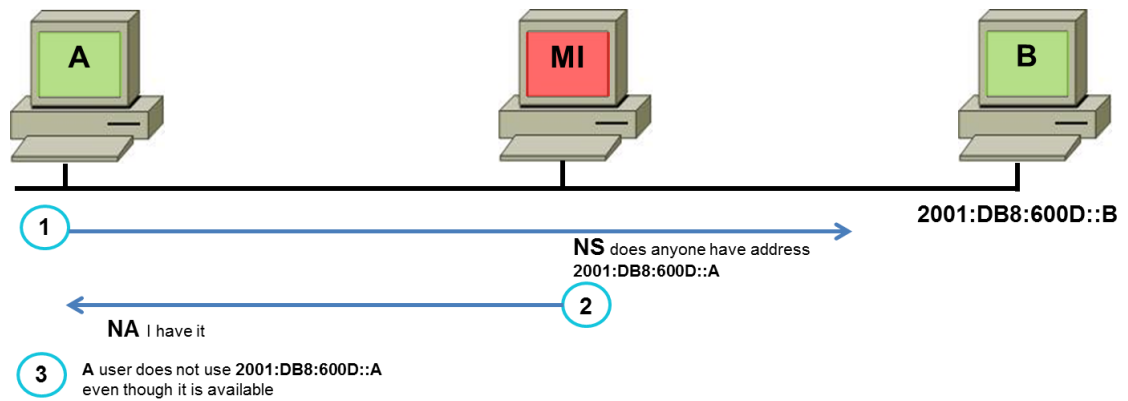 A
MI
B
2001:DB8:600D::B
1
NS does anyone have address
2001:DB8:600D::A
2
NA I have it
3
A user does not use 2001:DB8:600D::A
even though it is available